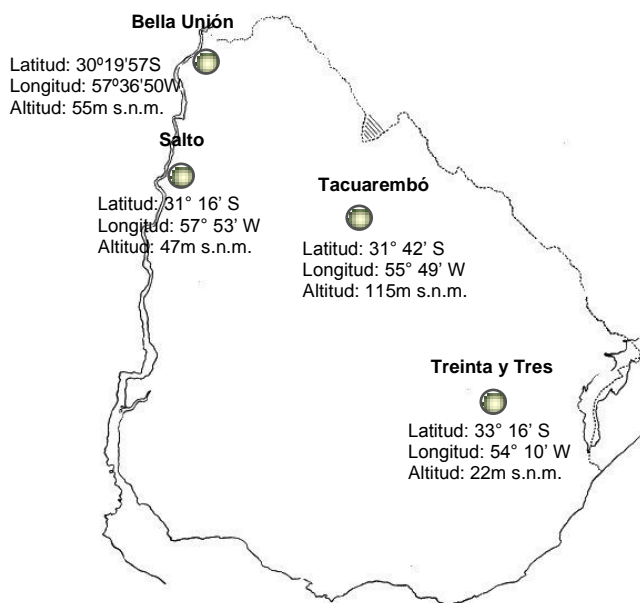 Bella Unión
Latitud: 30º19'57S
Longitud: 57º36'50W
Altitud: 55m s.n.m.
Salto
Latitud: 31° 16’ S
Longitud: 57° 53’ W
Altitud: 47m s.n.m.
Tacuarembó
Latitud: 31° 42’ S
Longitud: 55° 49’ W
Altitud: 115m s.n.m.
Treinta y Tres
Latitud: 33° 16’ S
Longitud: 54° 10’ W
Altitud: 22m s.n.m.